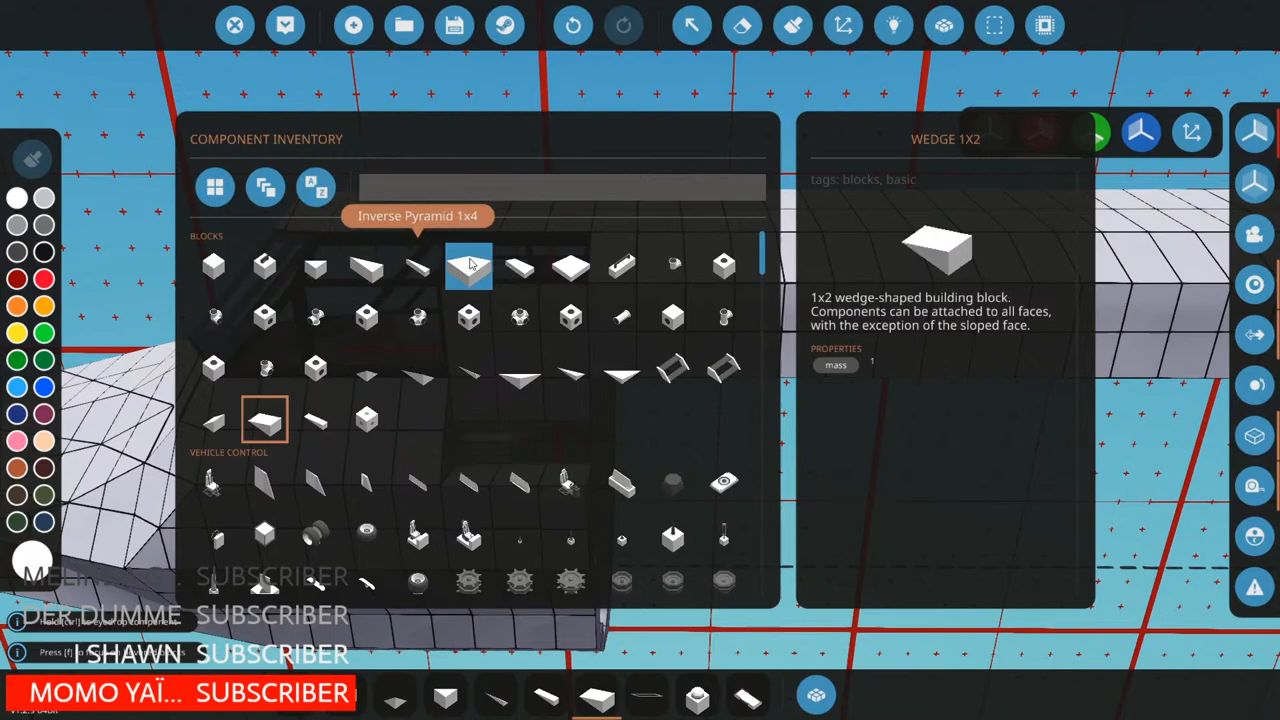 COMPONENT INVENTORY
A
Z
Inverse Pyramid 1x4
BLOCKS
VEHICLE CONTROL
WEDGE 1X2
tags: blocks, basic
1x2 wedge-shaped building block.
Components can be attached to all faces,
with the exception of the sloped face.
PROPERTIES
mass
1
SUBSCRIBER
DER DUMME SUBSCRIBER
I SHAWN SUBSCRIBER
MOMO YAÏ... SUBSCRIBER